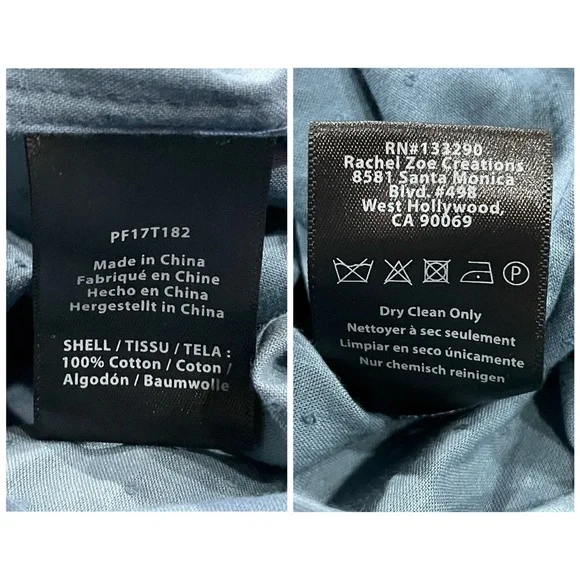 PF17T182
Made in China
Fabriqué en Chine
Hecho en China
Hergestellt in China
SHELL / TISSU / TELA :
100% Cotton / Coton /
Algodón / Baumwolle
RN#133290
Rachel Zoe Creations
8581 Santa Monica
Blvd. #498
West Hollywood,
CA 90069
P
Dry Clean Only
Nettoyer à sec seulement
Limpiar en seco únicamente
Nur chemisch reinigen